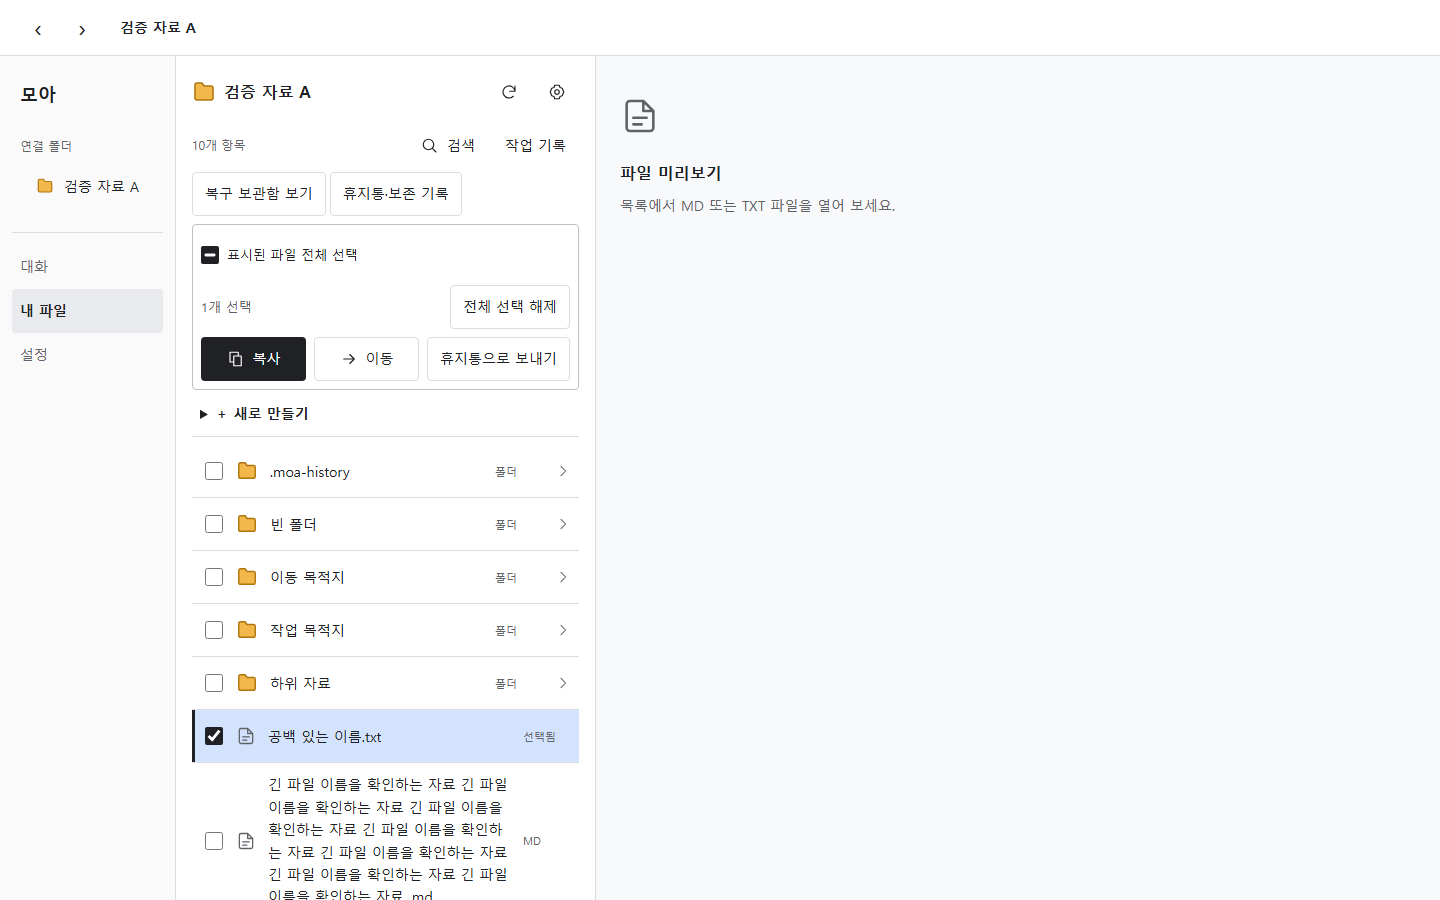 검증 자료 A
모아
연결 폴더
검증 자료 A
대화
내 파일
설정
검증 자료 A
10개 항목
검색
작업 기록
복구 보관함 보기
휴지통·보존 기록
표시된 파일 전체 선택
1개 선택
전체 선택 해제
복사
이동
휴지통으로 보내기
+ 새로 만들기
.moa-history
폴더
빈 폴더
폴더
이동 목적지
폴더
작업 목적지
폴더
하위 자료
폴더
공백 있는 이름.txt
선택됨
긴 파일 이름을 확인하는 자료 긴 파일
이름을 확인하는 자료 긴 파일 이름을
확인하는 자료 긴 파일 이름을 확인하
는 자료 긴 파일 이름을 확인하는 자료
긴 파일 이름을 확인하는 자료 긴 파일
이름을 확인하는 자료 .md
MD
파일 미리보기
목록에서 MD 또는 TXT 파일을 열어 보세요.